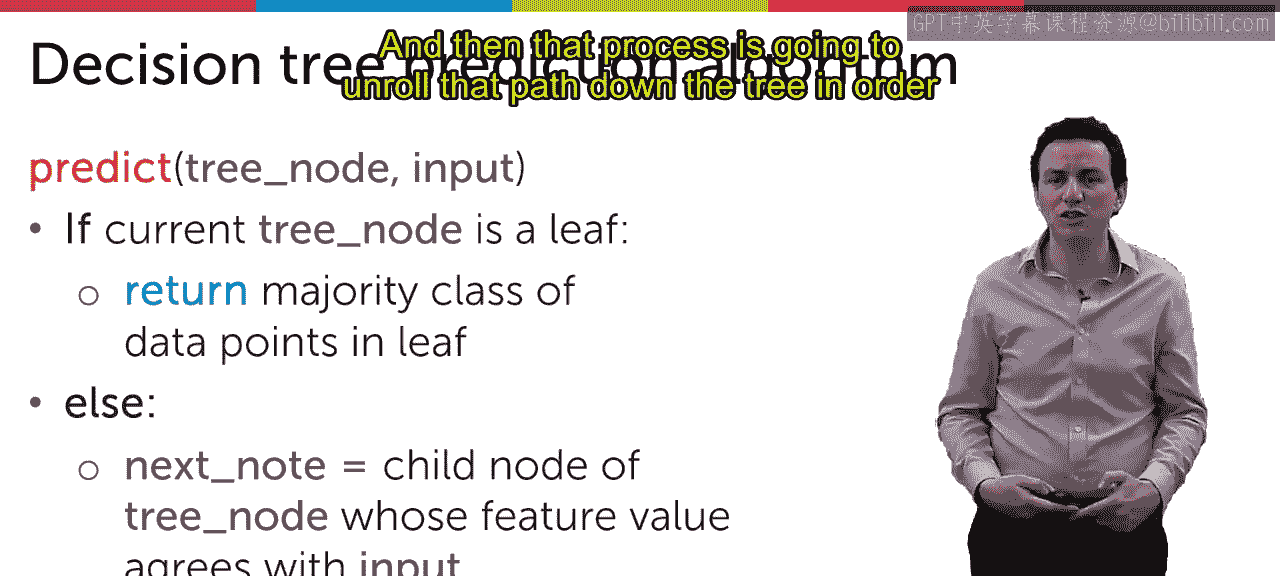 GPT中英字幕课程资源@bilibili.com
And then that process is going to
unroll that path down the tree in order
Decision tree prediction algorithm
predict(tree_node, input)
• If current tree_node is a leaf:
o return majority class of
data points in leaf
• else:
o next_note = child node of
tree_node whose feature value
agrees with input